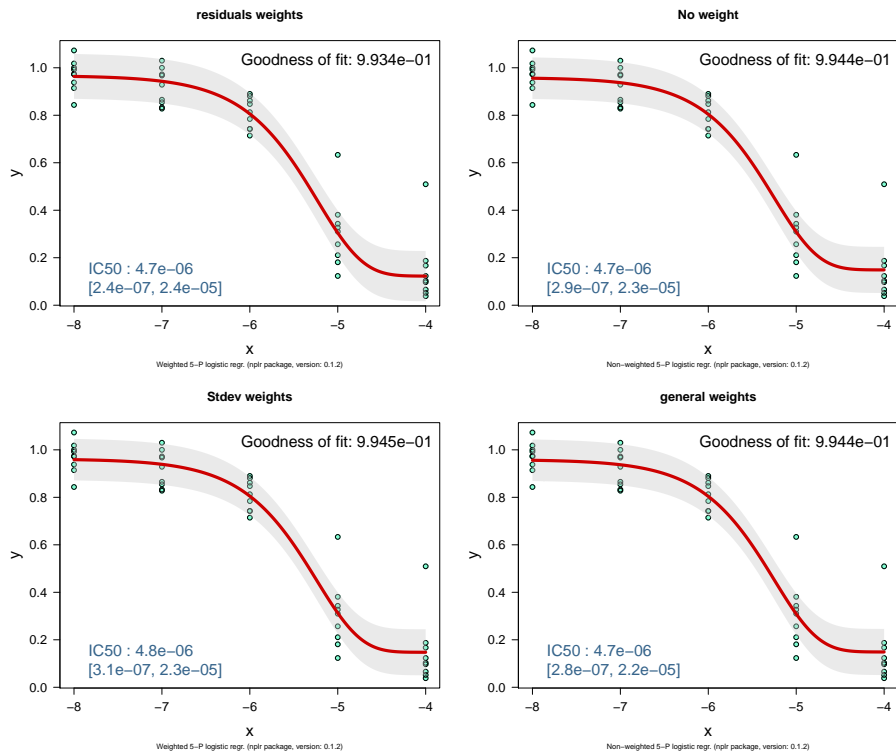 residuals weights
Goodness of fit: 9.934e−01
1.0
0.8
0.6
0.4
0.2
0.0
y
IC50 : 4.7e−06
[2.4e−07, 2.4e−05]
−8 −7 −6 −5 −4
x
Weighted 5−P logistic regr. (nplr package, version: 0.1.2)
No weight
Goodness of fit: 9.944e−01
1.0
0.8
0.6
0.4
0.2
0.0
y
IC50 : 4.7e−06
[2.9e−07, 2.3e−05]
−8 −7 −6 −5 −4
x
Non−weighted 5−P logistic regr. (nplr package, version: 0.1.2)
Stdev weights
Goodness of fit: 9.945e−01
1.0
0.8
0.6
0.4
0.2
0.0
y
IC50 : 4.8e−06
[3.1e−07, 2.3e−05]
−8 −7 −6 −5 −4
x
Weighted 5−P logistic regr. (nplr package, version: 0.1.2)
general weights
Goodness of fit: 9.944e−01
1.0
0.8
0.6
0.4
0.2
0.0
y
IC50 : 4.7e−06
[2.8e−07, 2.2e−05]
−8 −7 −6 −5 −4
x
Non−weighted 5−P logistic regr. (nplr package, version: 0.1.2)